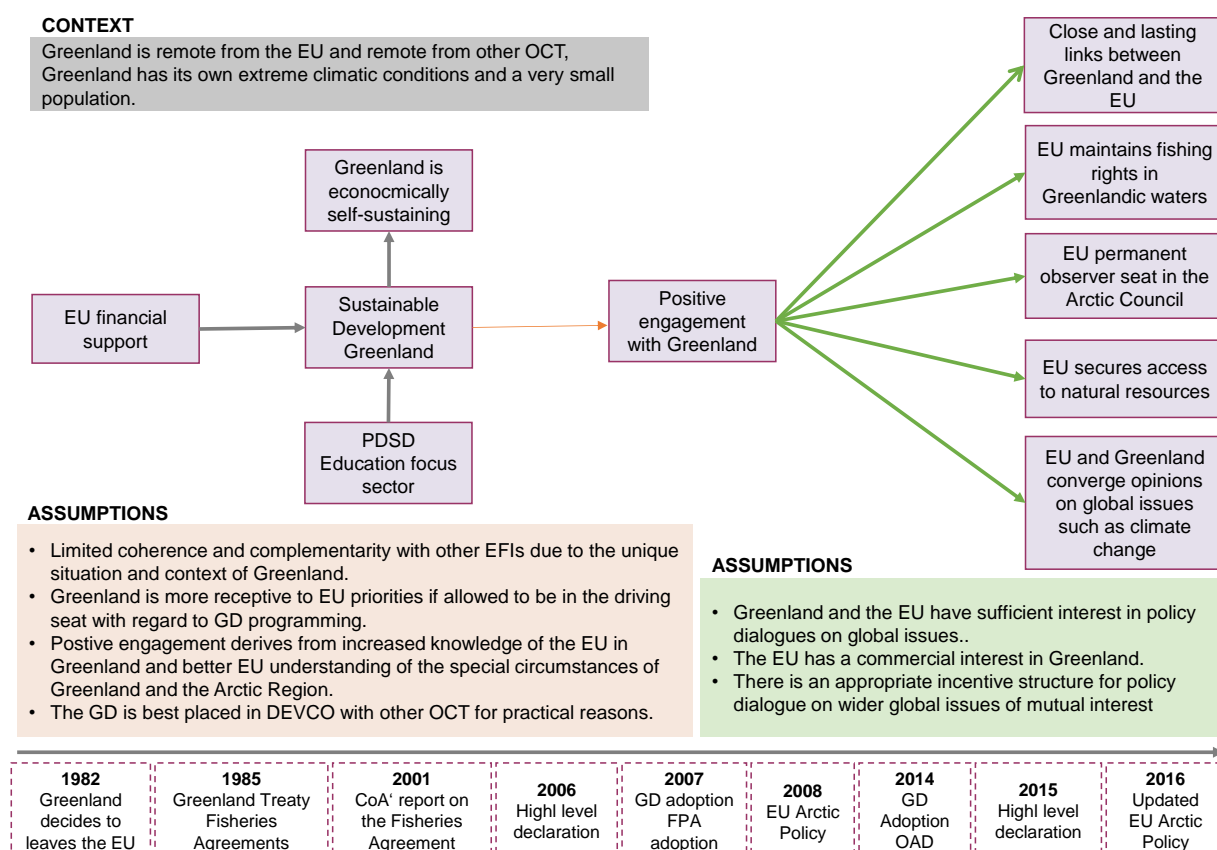 CONTEXT
Greenland is remote from the EU and remote from other OCT,
Greenland has its own extreme climatic conditions and a very small
population.
Close and lasting
links between
Greenland and the
EU
Greenland is
econocmically
self-sustaining
EU maintains fishing
rights in
Greenlandic waters
EU permanent
observer seat in the
Arctic Council
EU financial
support
Sustainable
Development
Greenland
Positive
engagement
with Greenland
EU secures access
to natural resources
PDSD
Education focus
sector
EU and Greenland
converge opinions
on global issues
such as climate
change
ASSUMPTIONS
• Limited coherence and complementarity with other EFIs due to the unique
situation and context of Greenland.
• Greenland is more receptive to EU priorities if allowed to be in the driving
seat with regard to GD programming.
• Postive engagement derives from increased knowledge of the EU in
Greenland and better EU understanding of the special circumstances of
Greenland and the Arctic Region.
• The GD is best placed in DEVCO with other OCT for practical reasons.
ASSUMPTIONS
• Greenland and the EU have sufficient interest in policy
dialogues on global issues..
• The EU has a commercial interest in Greenland.
• There is an appropriate incentive structure for policy
dialogue on wider global issues of mutual interest
1982
Greenland
decides to
leaves the EU
1985
Greenland Treaty
Fisheries
Agreements
2001
CoA‘ report on
the Fisheries
Agreement
2006
Highl level
declaration
2007
GD adoption
FPA
adoption
2008
EU Arctic
Policy
2014
GD
Adoption
OAD
2015
Highl level
declaration
2016
Updated
EU Arctic
Policy